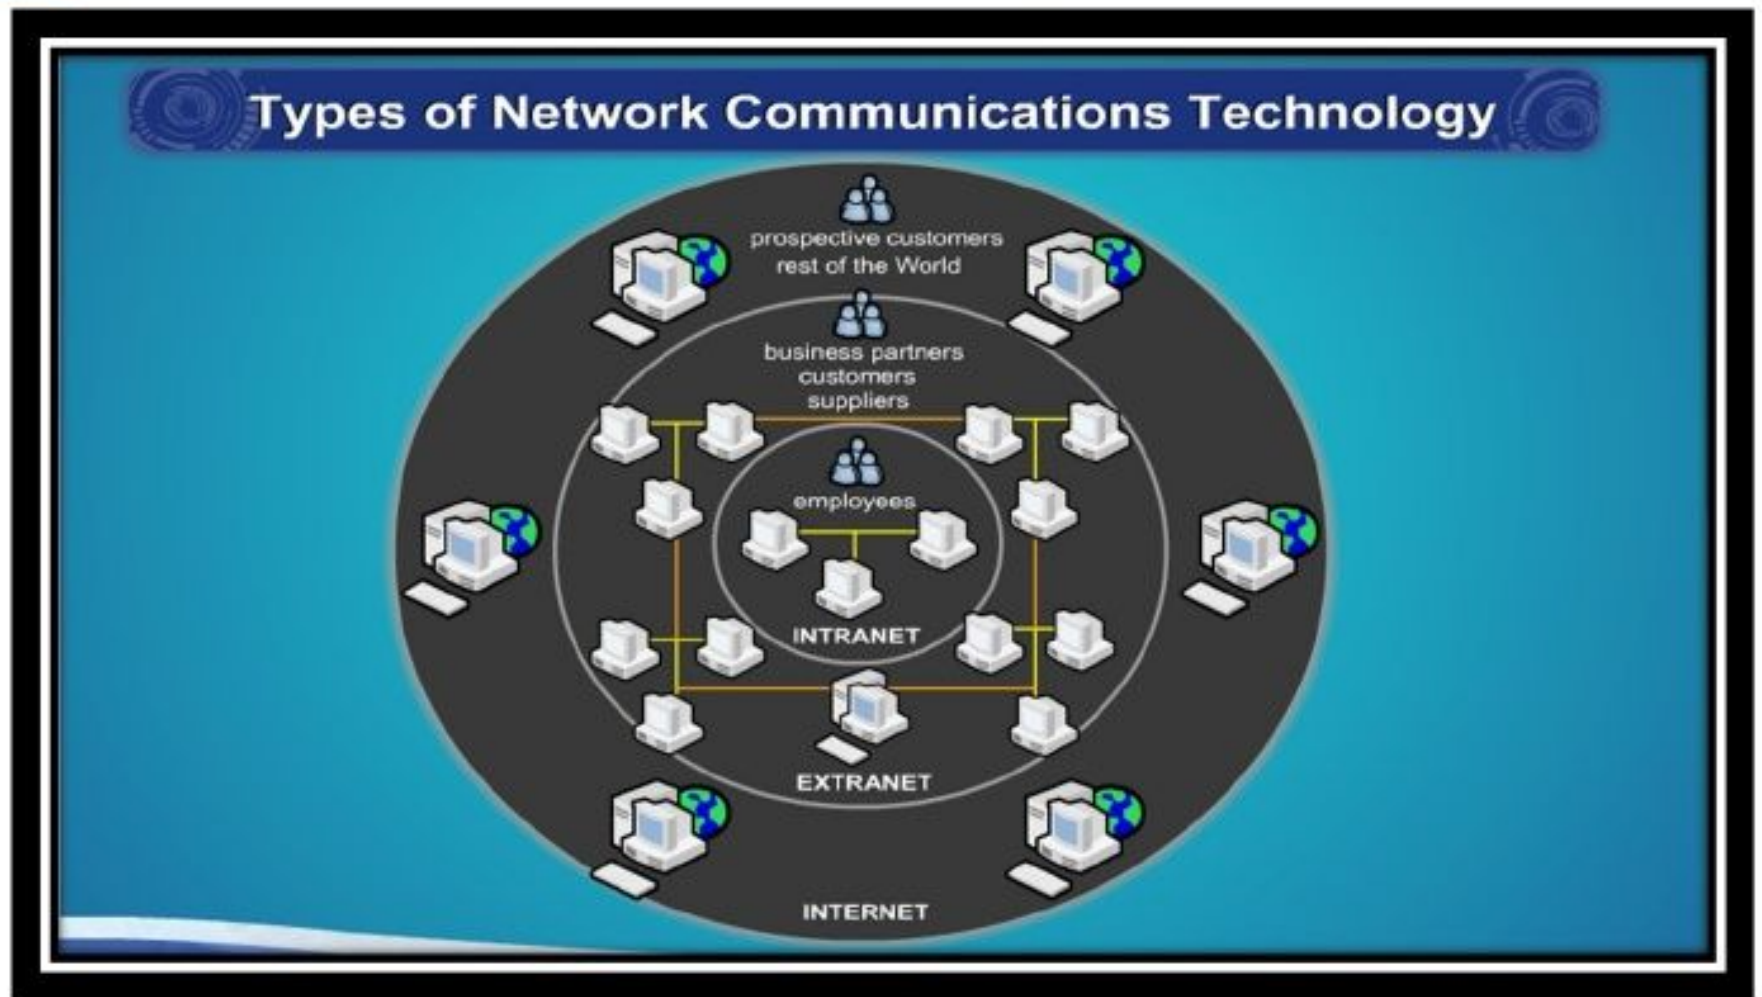 Types of Network Communications Technology
prospective customers
rest of the World
business partners
customers
suppliers
employees
INTRANET
EXTRANET
INTERNET